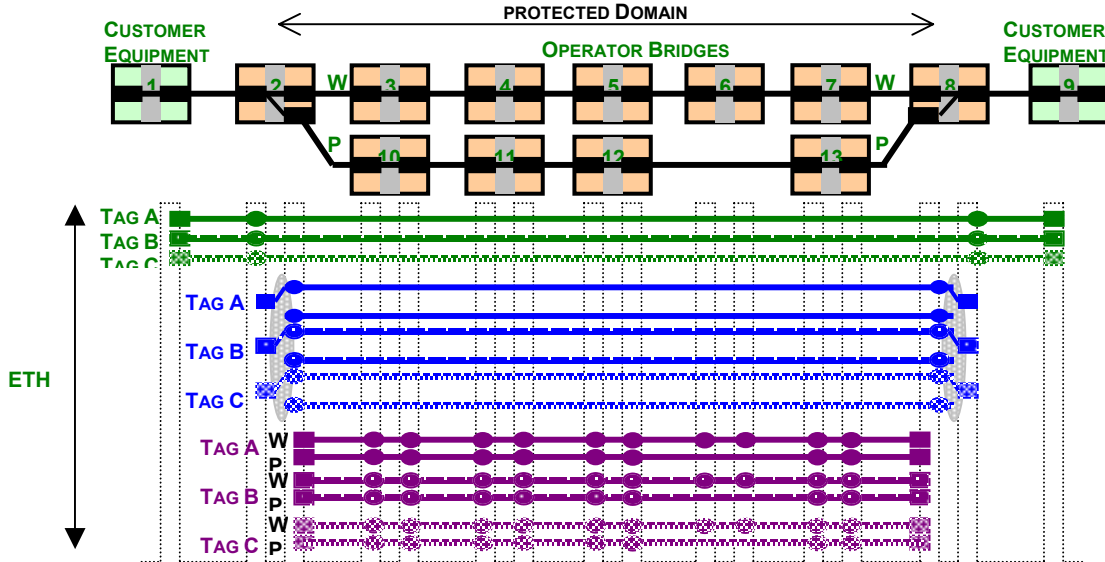 PROTECTED DOMAIN
CUSTOMER EQUIPMENT
OPERATOR BRIDGES
CUSTOMER EQUIPMENT
1 2 W 3 4 5 6 7 W 8 9
P 10 11 12 13 P
TAG A
TAG B
TAG C
TAG A
TAG B
TAG C
ETH
TAG A W
P
TAG B W
P
TAG C W
P